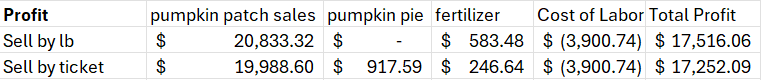 Profit pumpkin patch sales pumpkin pie fertilizer Cost of Labor Total Profit
Sell by lb $ 20,833.32 $ - $ 583.48 $ (3,900.74) $ 17,516.06
Sell by ticket $ 19,988.60 $ 917.59 $ 246.64 $ (3,900.74) $ 17,252.09